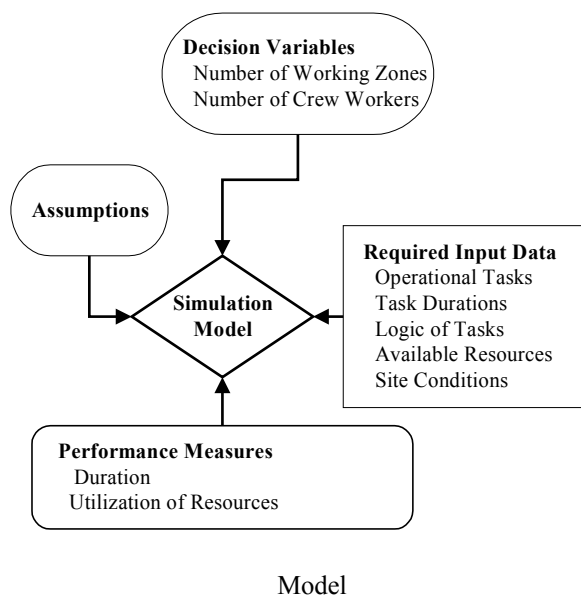 Decision Variables
Number of Working Zones
Number of Crew Workers
Assumptions
Simulation
Model
Required Input Data
Operational Tasks
Task Durations
Logic of Tasks
Available Resources
Site Conditions
Performance Measures
Duration
Utilization of Resources
Model